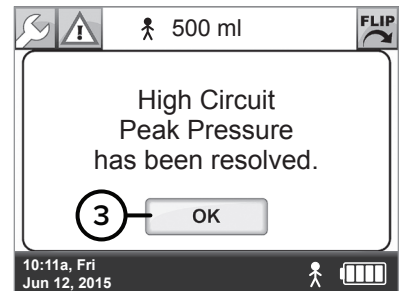 500 ml
FLIP
High Circuit
Peak Pressure
has been resolved.
3
OK
10:11a, Fri
Jun 12, 2015